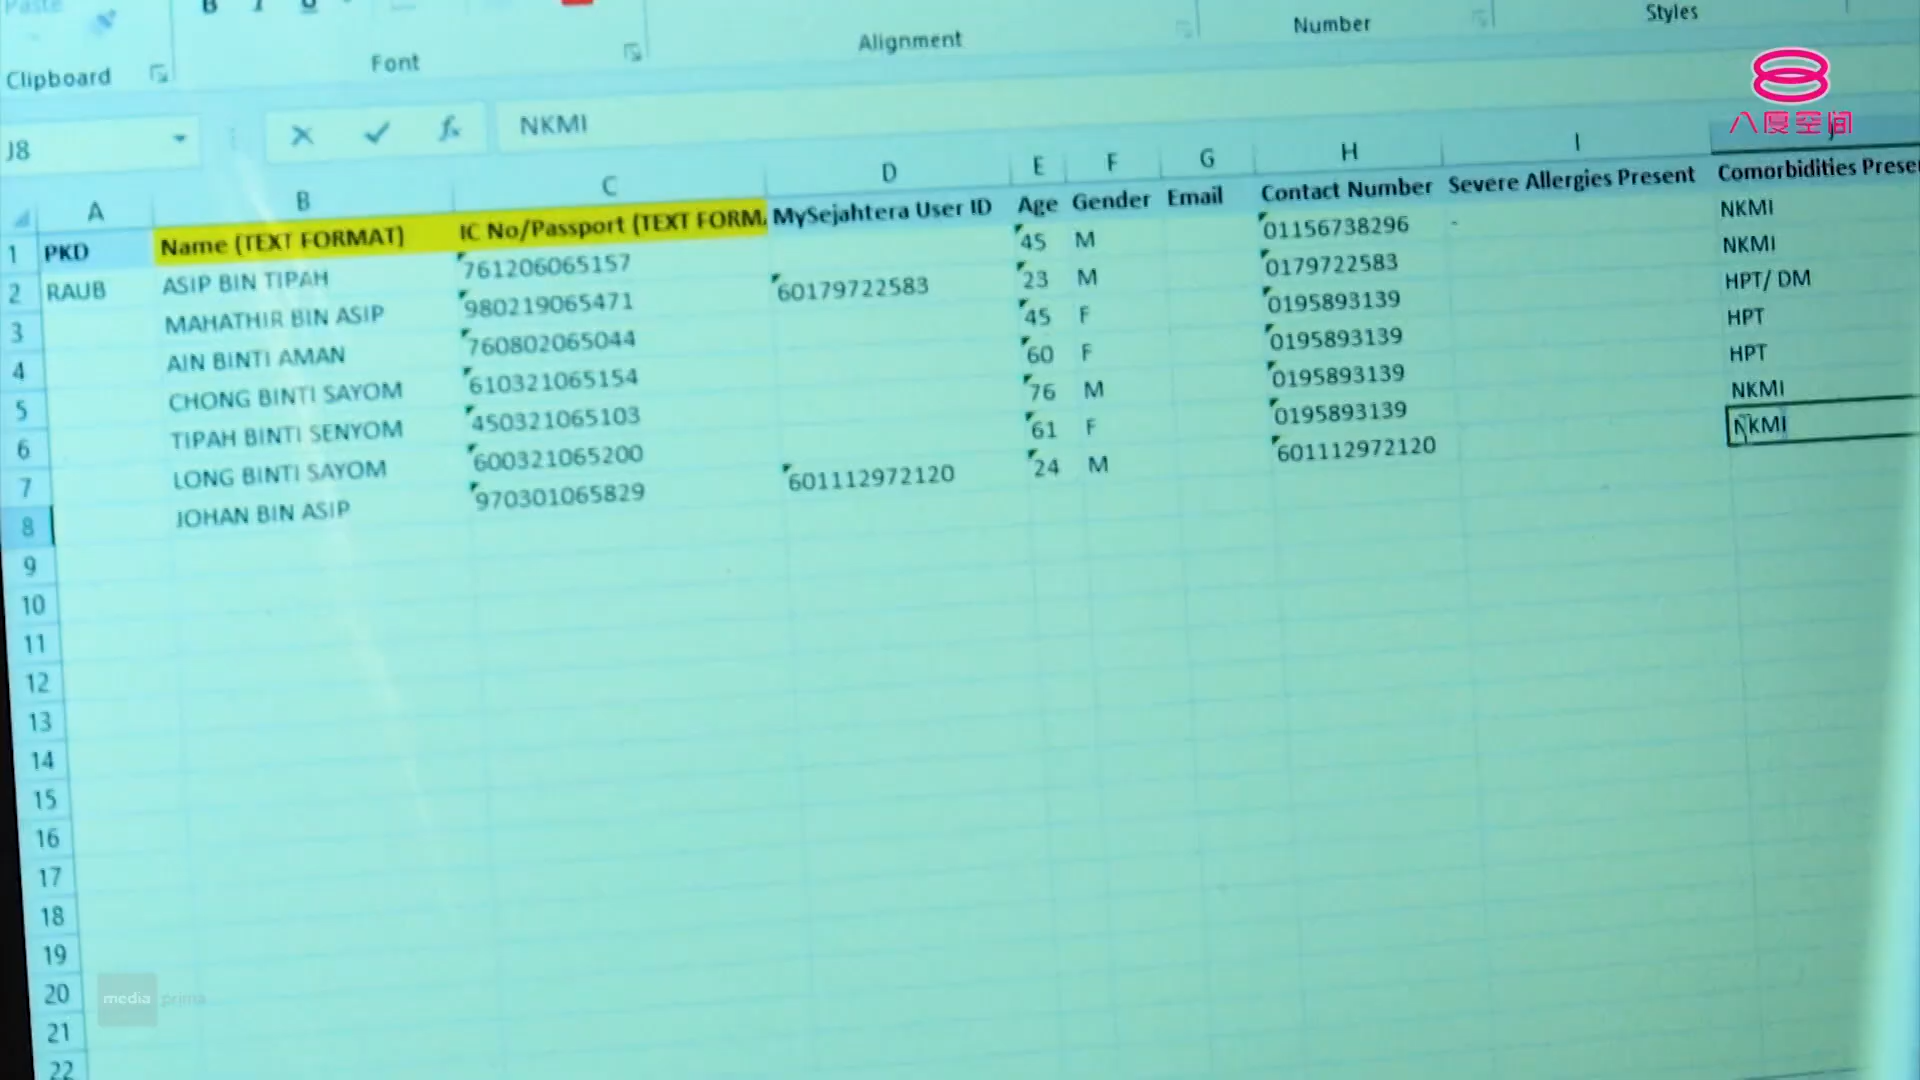 Paste B I U
Clipboard Font Alignment Number Styles
八度空间
J8 NKMI
A B C D E F G H I J
1 PKD Name (TEXT FORMAT) IC No/Passport (TEXT FORMA MySejahtera User ID Age Gender Email Contact Number Severe Allergies Present Comorbidities Prese
2 RAUB ASIP BIN TIPAH 761206065157 45 M 01156738296 - NKMI
3 MAHATHIR BIN ASIP 980219065471 60179722583 23 M 0179722583 NKMI
4 AIN BINTI AMAN 760802065044 45 F 0195893139 HPT/ DM
5 CHONG BINTI SAYOM 610321065154 60 F 0195893139 HPT
6 TIPAH BINTI SENYOM 450321065103 76 M 0195893139 HPT
7 LONG BINTI SAYOM 600321065200 61 F 0195893139 NKMI
8 JOHAN BIN ASIP 970301065829 601112972120 24 M 601112972120 NKMI
9
10
11
12
13
14
15
16
17
18
19
20
21
22
media prima